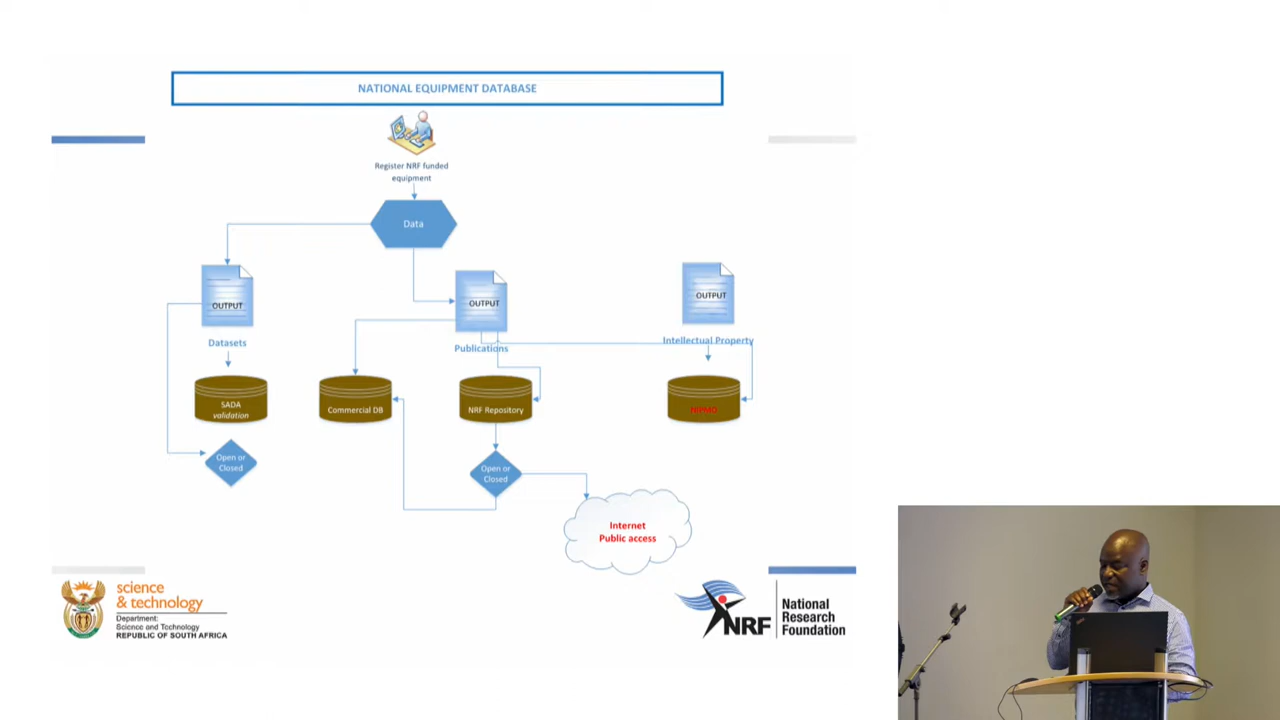 NATIONAL EQUIPMENT DATABASE
Register NRF funded
equipment
Data
OUTPUT
Datasets
OUTPUT
Publications
OUTPUT
Intellectual Property
SADA
validation
Commercial DB
NRF Repository
NIPMO
Open or
Closed
Open or
Closed
Internet
Public access
science
& technology
Department:
Science and Technology
REPUBLIC OF SOUTH AFRICA
NRF
National
Research
Foundation